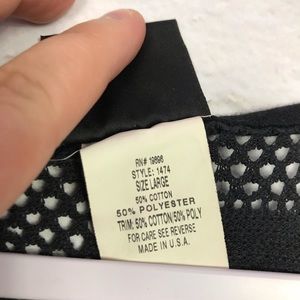 RN# 19898
STYLE: 1474
SIZE LARGE
50% COTTON
50% POLYESTER
TRIM: 50% COTTON/50% POLY
FOR CARE SEE REVERSE
MADE IN U.S.A.